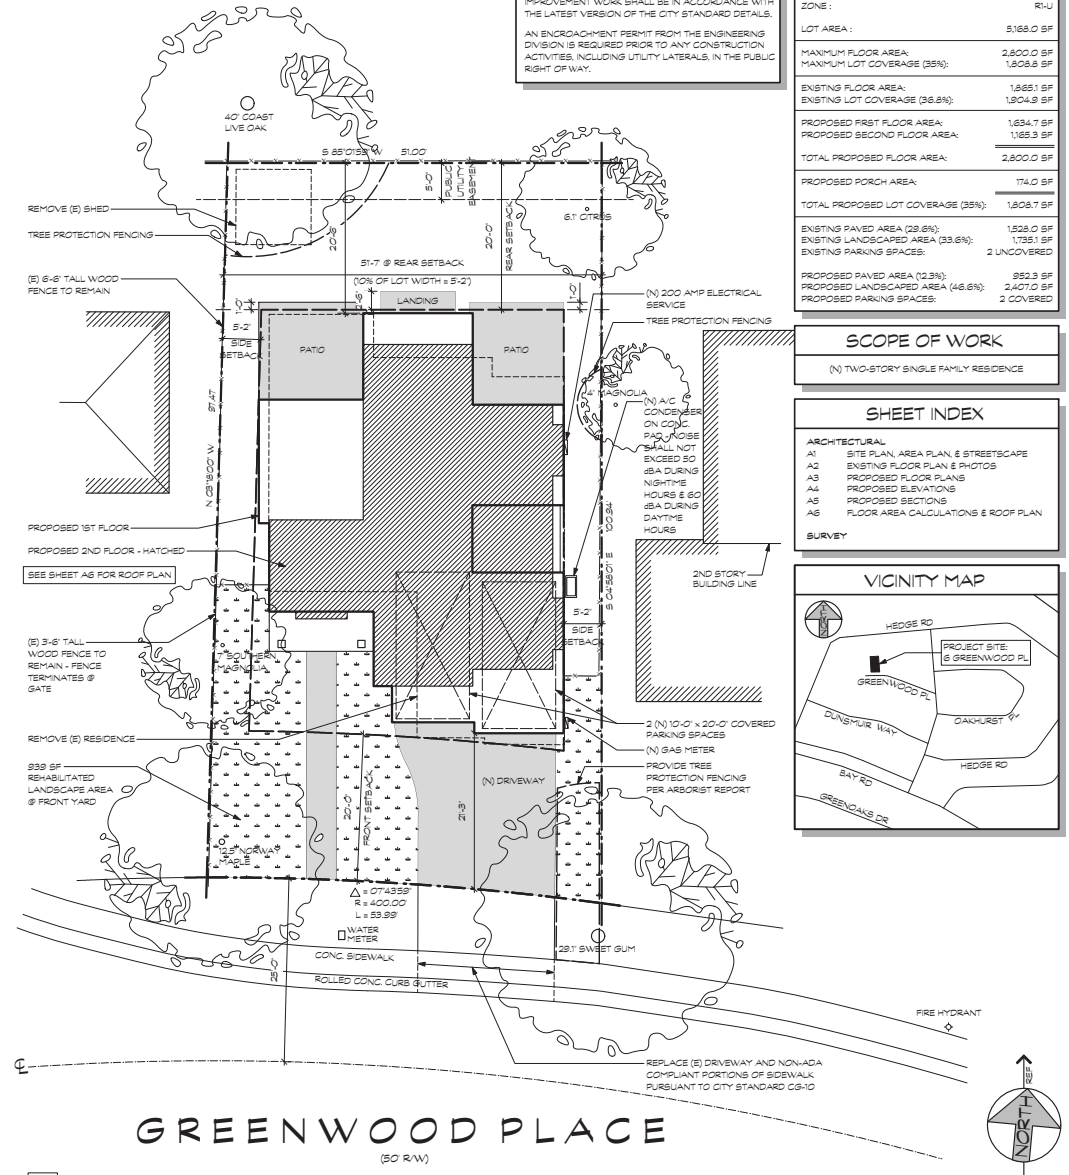 IMPROVEMENT WORK SHALL BE IN ACCORDANCE WITH
THE LATEST VERSION OF THE CITY STANDARD DETAILS.
AN ENCROACHMENT PERMIT FROM THE ENGINEERING
DIVISION IS REQUIRED PRIOR TO ANY CONSTRUCTION
ACTIVITIES, INCLUDING UTILITY LATERALS, IN THE PUBLIC
RIGHT OF WAY.
ZONE : R1-U
LOT AREA : 5,168.0 SF
MAXIMUM FLOOR AREA: 2,800.0 SF
MAXIMUM LOT COVERAGE (35%): 1,808.8 SF
EXISTING FLOOR AREA: 1,865.1 SF
EXISTING LOT COVERAGE (36.8%): 1,904.9 SF
PROPOSED FIRST FLOOR AREA: 1,634.7 SF
PROPOSED SECOND FLOOR AREA: 1,165.3 SF
TOTAL PROPOSED FLOOR AREA: 2,800.0 SF
PROPOSED PORCH AREA: 174.0 SF
TOTAL PROPOSED LOT COVERAGE (35%): 1,808.7 SF
EXISTING PAVED AREA (29.6%): 1,528.0 SF
EXISTING LANDSCAPED AREA (33.6%): 1,735.1 SF
EXISTING PARKING SPACES: 2 UNCOVERED
PROPOSED PAVED AREA (12.3%): 952.3 SF
PROPOSED LANDSCAPED AREA (46.6%): 2,407.0 SF
PROPOSED PARKING SPACES: 2 COVERED
SCOPE OF WORK
(N) TWO-STORY SINGLE FAMILY RESIDENCE
SHEET INDEX
ARCHITECTURAL
A1 SITE PLAN, AREA PLAN, & STREETSCAPE
A2 EXISTING FLOOR PLAN & PHOTOS
A3 PROPOSED FLOOR PLANS
A4 PROPOSED ELEVATIONS
A5 PROPOSED SECTIONS
A6 FLOOR AREA CALCULATIONS & ROOF PLAN
SURVEY
VICINITY MAP
NORTH
HEDGE RD
PROJECT SITE:
6 GREENWOOD PL
GREENWOOD PL
OAKHURST PL
DUNSMUIR WAY
HEDGE RD
BAY RD
GREENOAKS DR
40" COAST
LIVE OAK
S 85°01'59" W 51.00'
5'-0"
PUBLIC
UTILITY
EASEMENT
6.1" CITRUS
REMOVE (E) SHED
TREE PROTECTION FENCING
20'-6"
20'-0"
REAR SETBACK
51-7 @ REAR SETBACK
(10% OF LOT WIDTH = 5'-2")
(E) 6'-6" TALL WOOD
FENCE TO REMAIN
1'-0"
2'-6"
LANDING
1'-0"
(N) 200 AMP ELECTRICAL
SERVICE
TREE PROTECTION FENCING
5'-2"
SIDE
SETBACK
PATIO
PATIO
4" MAGNOLIA
(N) A/C
CONDENSER
ON CONC.
PAD - NOISE
SHALL NOT
EXCEED 50
dBA DURING
NIGHTIME
HOURS & 60
dBA DURING
DAYTIME
HOURS
97.47
100.94'
PROPOSED 1ST FLOOR
PROPOSED 2ND FLOOR - HATCHED
SEE SHEET A6 FOR ROOF PLAN
2ND STORY
BUILDING LINE
5'-2"
SIDE
SETBACK
(E) 3'-6" TALL
WOOD FENCE TO
REMAIN - FENCE
TERMINATES @
GATE
7" SOUTHERN
MAGNOLIA
REMOVE (E) RESIDENCE
2 (N) 10'-0" x 20'-0" COVERED
PARKING SPACES
(N) GAS METER
PROVIDE TREE
PROTECTION FENCING
PER ARBORIST REPORT
939 SF
REHABILITATED
LANDSCAPE AREA
@ FRONT YARD
(N) DRIVEWAY
20'-0"
FRONT SETBACK
21'-3"
12.5" NORWAY
MAPLE
△ = 07°43'59"
R = 400.00'
L = 53.99'
WATER
METER
29.1" SWEET GUM
CONC. SIDEWALK
25'-0"
ROLLED CONC. CURB GUTTER
FIRE HYDRANT
REPLACE (E) DRIVEWAY AND NON-ADA
COMPLIANT PORTIONS OF SIDEWALK
PURSUANT TO CITY STANDARD CG-10
GREENWOOD PLACE
(50' R/W)
REF.
NORTH